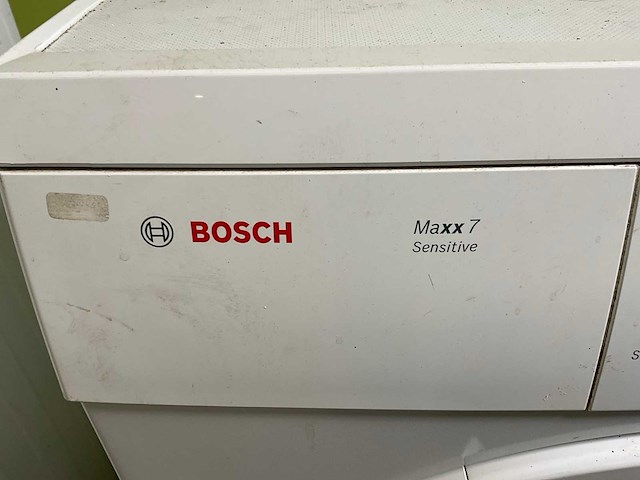 BOSCH
Maxx 7
Sensitive